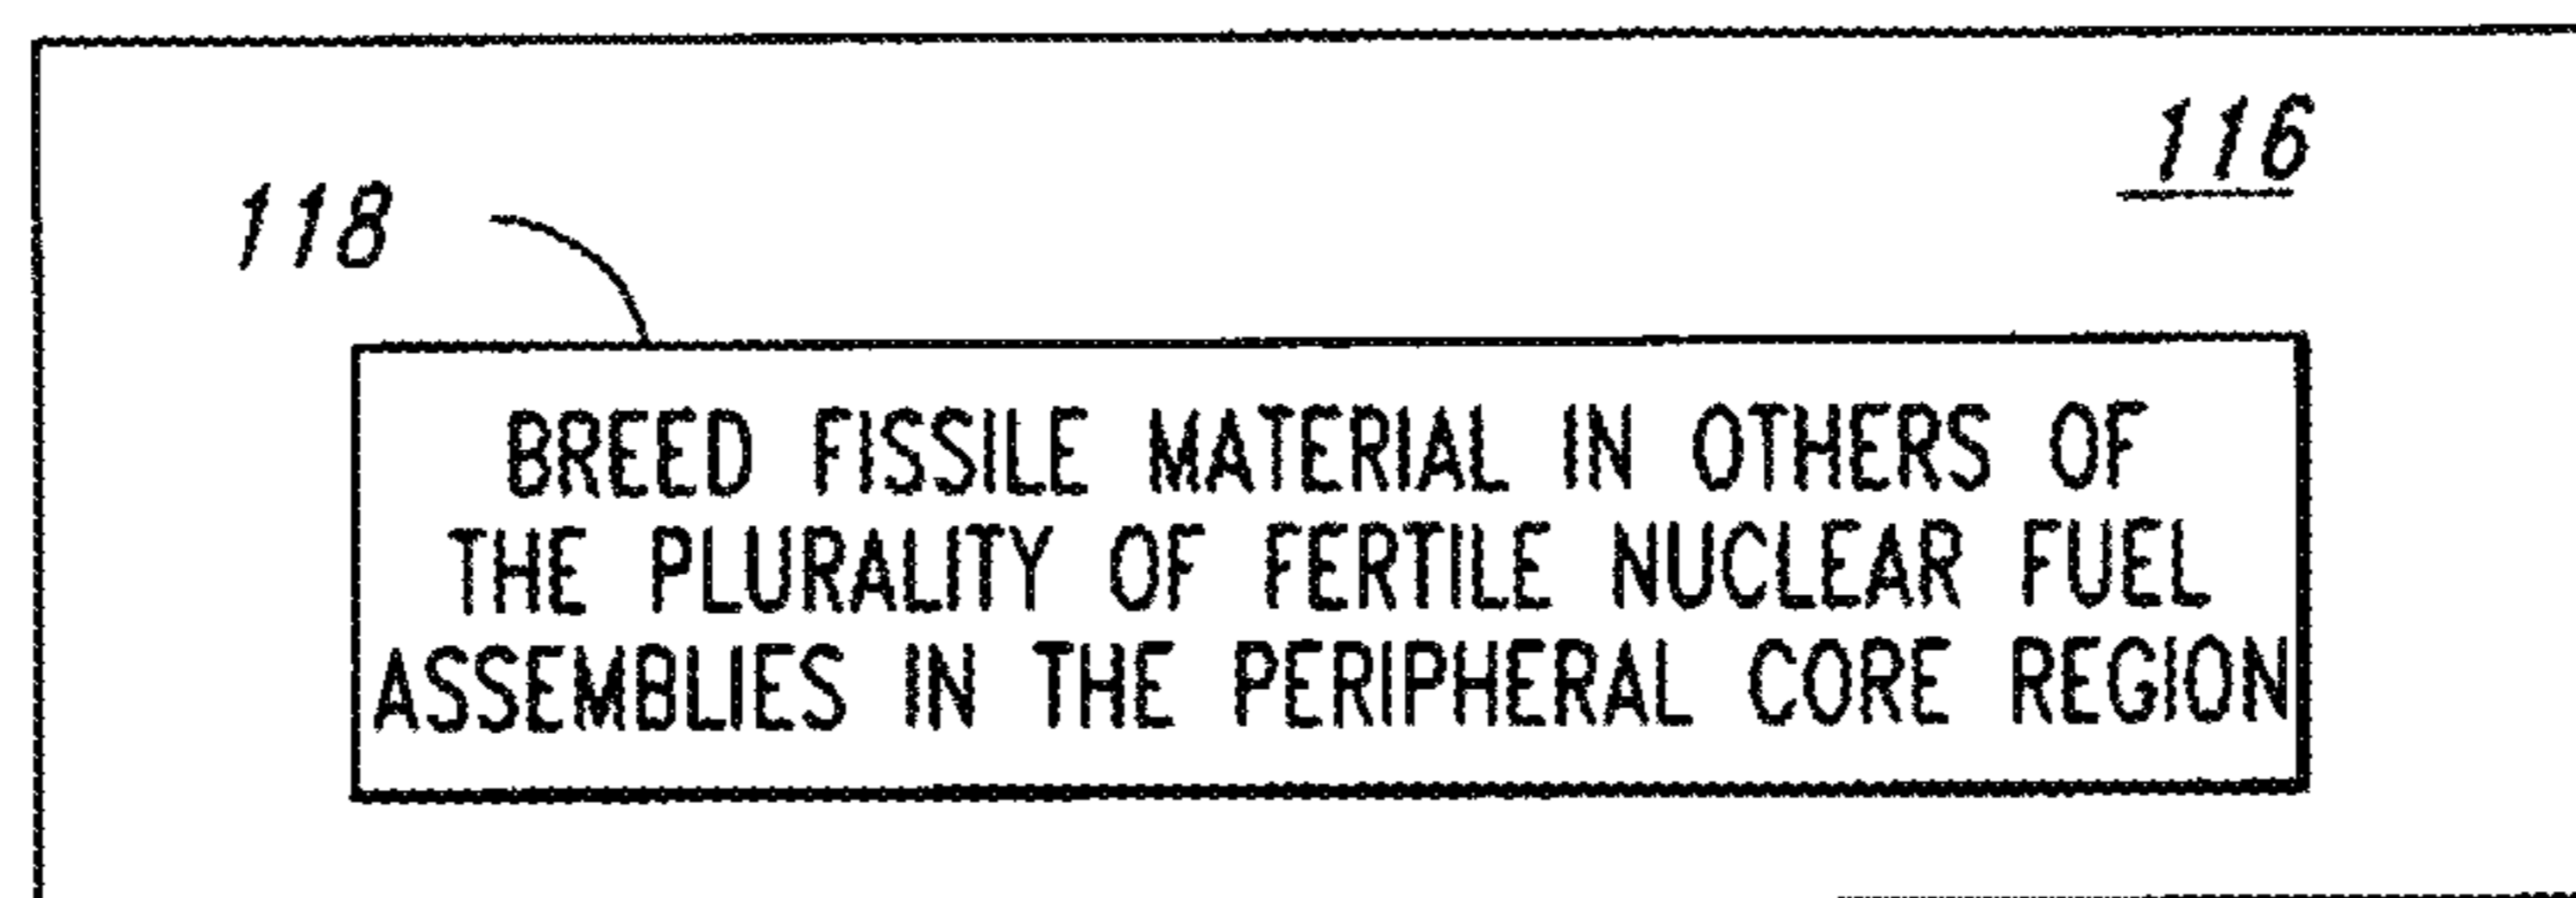 116
118
BREED FISSILE MATERIAL IN OTHERS OF
THE PLURALITY OF FERTILE NUCLEAR FUEL
ASSEMBLIES IN THE PERIPHERAL CORE REGION